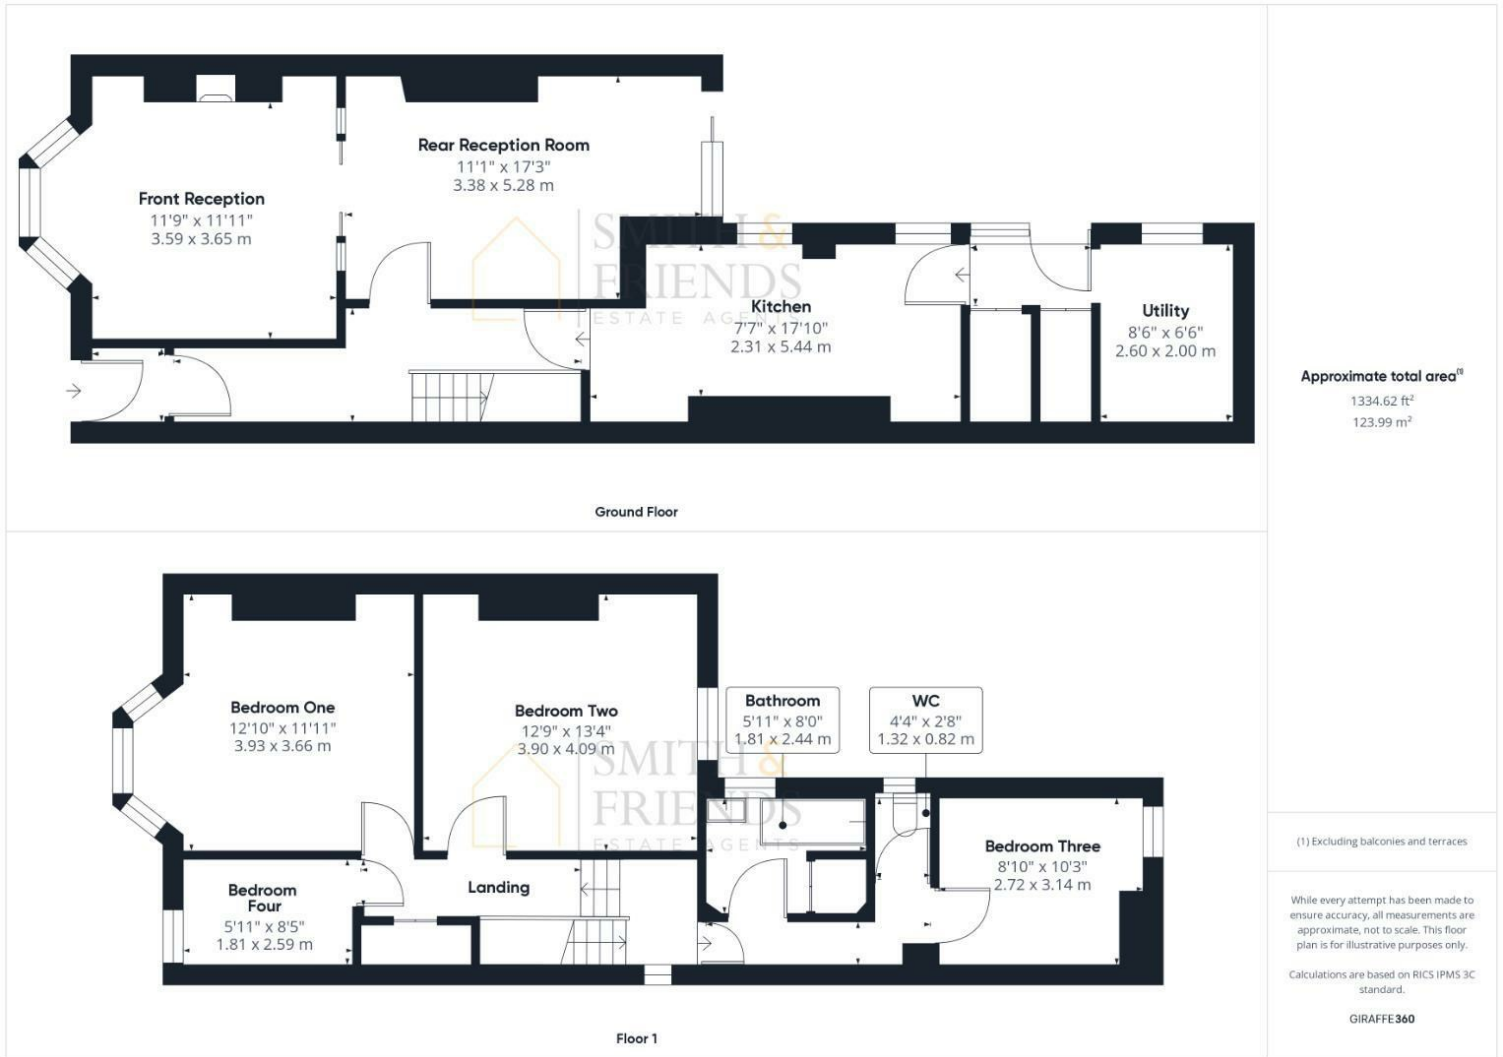 Front Reception
11'9" x 11'11"
3.59 x 3.65 m
Rear Reception Room
11'1" x 17'3"
3.38 x 5.28 m
SMITH &
FRIENDS
ESTATE AGENTS
Kitchen
7'7" x 17'10"
2.31 x 5.44 m
Utility
8'6" x 6'6"
2.60 x 2.00 m
Ground Floor
Bedroom One
12'10" x 11'11"
3.93 x 3.66 m
Bedroom Two
12'9" x 13'4"
3.90 x 4.09 m
SMITH &
FRIENDS
ESTATE AGENTS
Bathroom
5'11" x 8'0"
1.81 x 2.44 m
WC
4'4" x 2'8"
1.32 x 0.82 m
Bedroom Three
8'10" x 10'3"
2.72 x 3.14 m
Landing
Bedroom
Four
5'11" x 8'5"
1.81 x 2.59 m
Floor 1
Approximate total area⁽¹⁾
1334.62 ft²
123.99 m²
(1) Excluding balconies and terraces
While every attempt has been made to
ensure accuracy, all measurements are
approximate, not to scale. This floor
plan is for illustrative purposes only.
Calculations are based on RICS IPMS 3C
standard.
GIRAFFE360